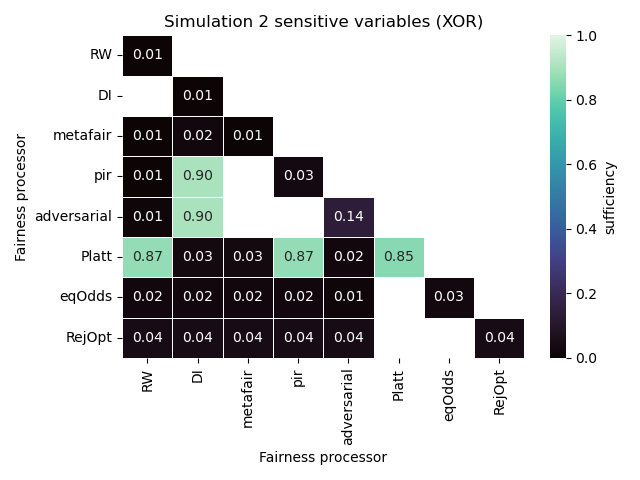 Simulation 2 sensitive variables (XOR)
Fairness processor
RW 0.01
DI 0.01
metafair 0.01 0.02 0.01
pir 0.01 0.90 0.03
adversarial 0.01 0.90 0.14
Platt 0.87 0.03 0.03 0.87 0.02 0.85
eqOdds 0.02 0.02 0.02 0.02 0.01 0.03
RejOpt 0.04 0.04 0.04 0.04 0.04 0.04
RW DI metafair pir adversarial Platt eqOdds RejOpt
Fairness processor
1.0
0.8
0.6
0.4
0.2
0.0
sufficiency